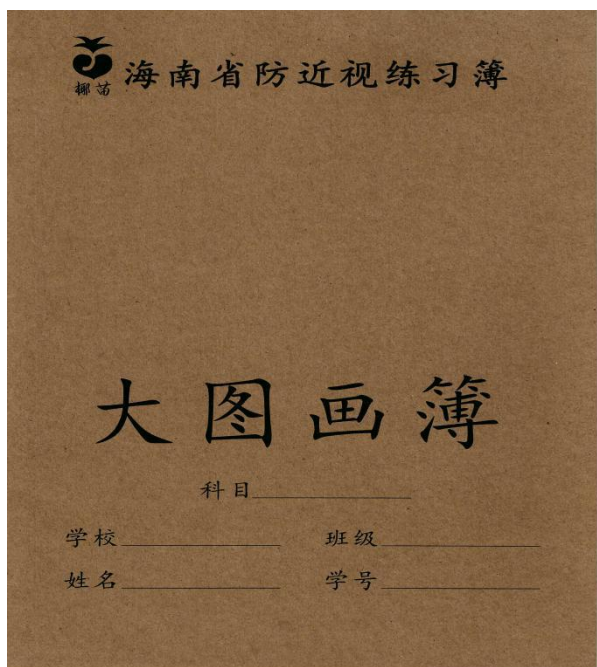 海南省防近视练习簿
椰苗
大图画簿
科目
学校 班级
姓名 学号